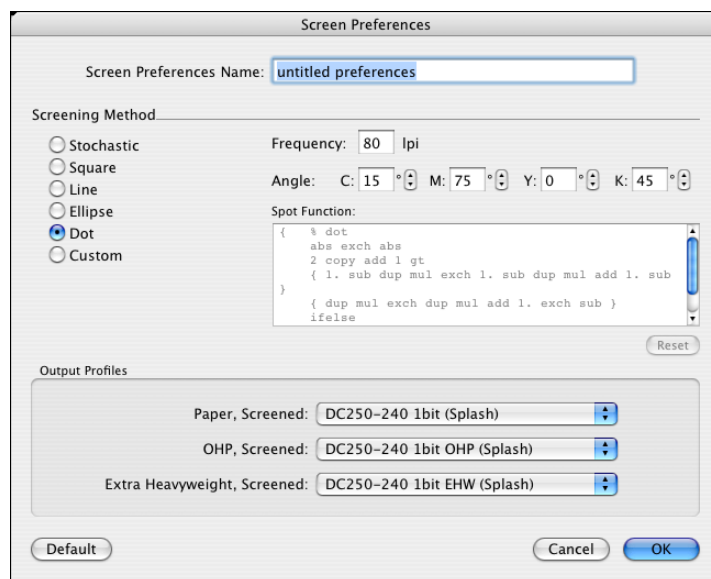 Screen Preferences
Screen Preferences Name: untitled preferences
Screening Method
Stochastic
Square
Line
Ellipse
Dot
Custom
Frequency: 80 lpi
Angle: C: 15 ° M: 75 ° Y: 0 ° K: 45 °
Spot Function:
{ % dot
abs exch abs
2 copy add 1 gt
{ 1. sub dup mul exch 1. sub dup mul add 1. sub
}
{ dup mul exch dup mul add 1. exch sub }
ifelse
Reset
Output Profiles
Paper, Screened: DC250-240 1bit (Splash)
OHP, Screened: DC250-240 1bit OHP (Splash)
Extra Heavyweight, Screened: DC250-240 1bit EHW (Splash)
Default Cancel OK